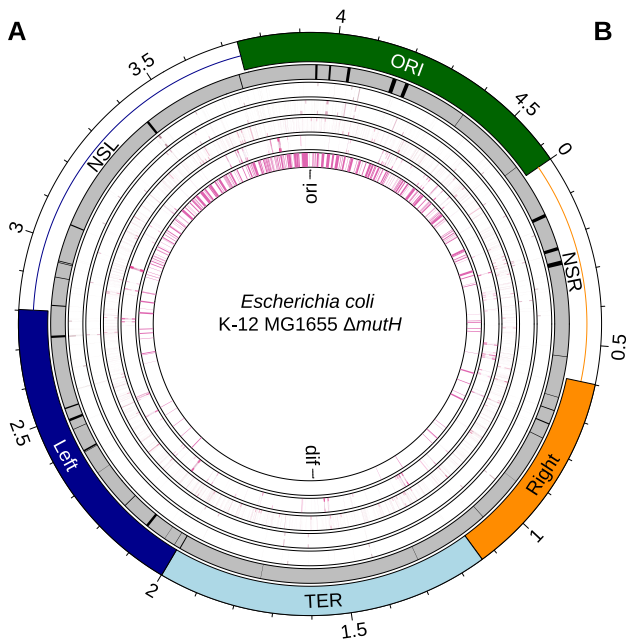 A
B
4
ORI
3.5
4.5
0
NSL
ori
3
NSR
Escherichia coli
K-12 MG1655 ΔmutH
0.5
2.5
Left
dif
Right
1
2
TER
1.5